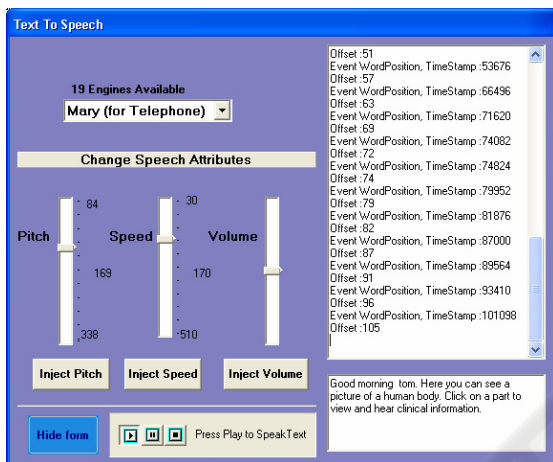 Text To Speech
19 Engines Available
Mary (for Telephone)
Change Speech Attributes
Pitch
84
169
,338
Speed
30
170
510
Volume
Inject Pitch
Inject Speed
Inject Volume
Hide form
Press Play to SpeakText
Offset :51
Event WordPosition, TimeStamp :53676
Offset :57
Event WordPosition, TimeStamp :66496
Offset :63
Event WordPosition, TimeStamp :71620
Offset :69
Event WordPosition, TimeStamp :74082
Offset :72
Event WordPosition, TimeStamp :74824
Offset :74
Event WordPosition, TimeStamp :79952
Offset :79
Event WordPosition, TimeStamp :81876
Offset :82
Event WordPosition, TimeStamp :87000
Offset :87
Event WordPosition, TimeStamp :89564
Offset :91
Event WordPosition, TimeStamp :93410
Offset :96
Event WordPosition, TimeStamp :101098
Offset :105
Good morning  tom. Here you can see a
picture of a human body. Click on a part to
view and hear clinical information.